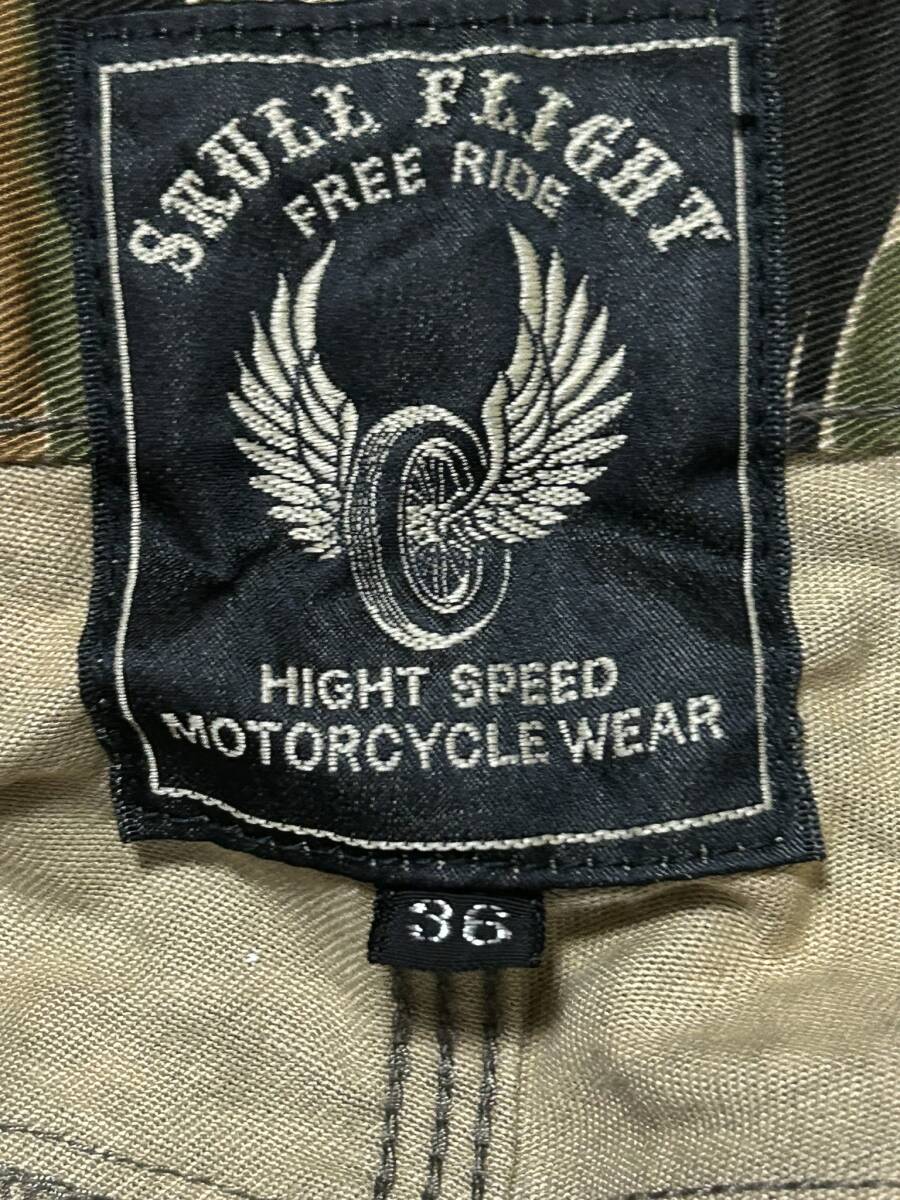 SKULL FLIGHT
FREE RIDE
HIGHT SPEED
MOTORCYCLE WEAR
36